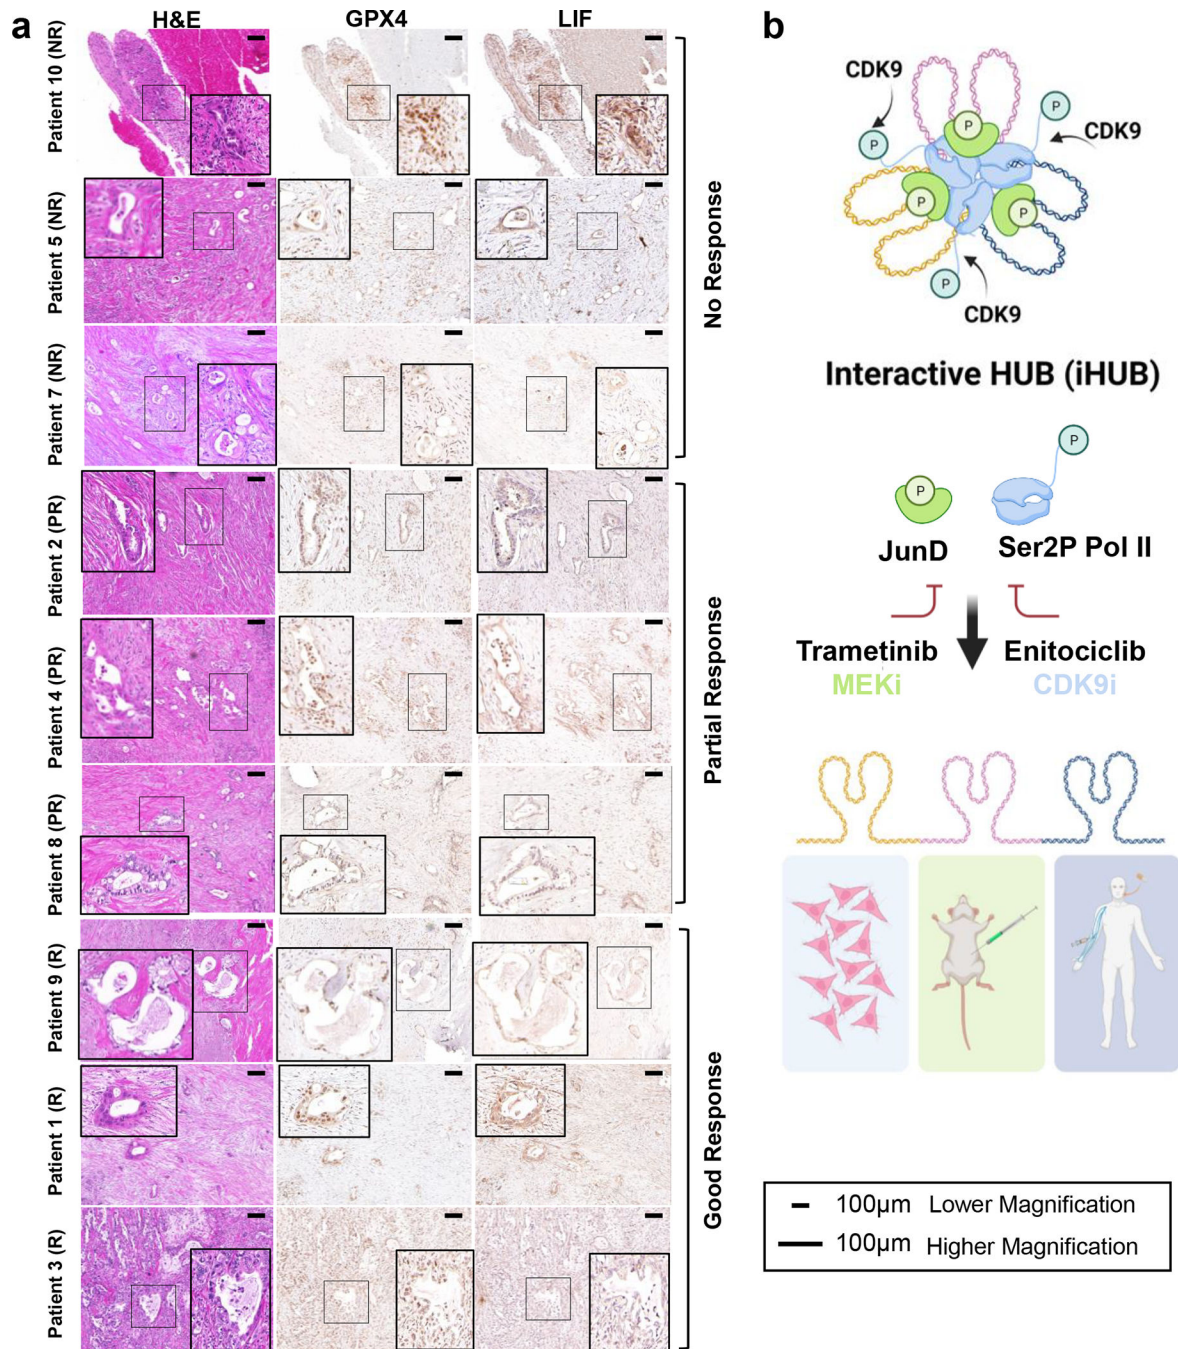 a
H&E GPX4 LIF
Patient 10 (NR)
Patient 5 (NR)
Patient 7 (NR)
No Response
Patient 2 (PR)
Patient 4 (PR)
Patient 8 (PR)
Partial Response
Patient 9 (R)
Patient 1 (R)
Patient 3 (R)
Good Response
b
CDK9
P
P
P
CDK9
P
P
P
CDK9
Interactive HUB (iHUB)
P
P
JunD Ser2P Pol II
Trametinib Enitociclib
MEKi CDK9i
100µm Lower Magnification
100µm Higher Magnification